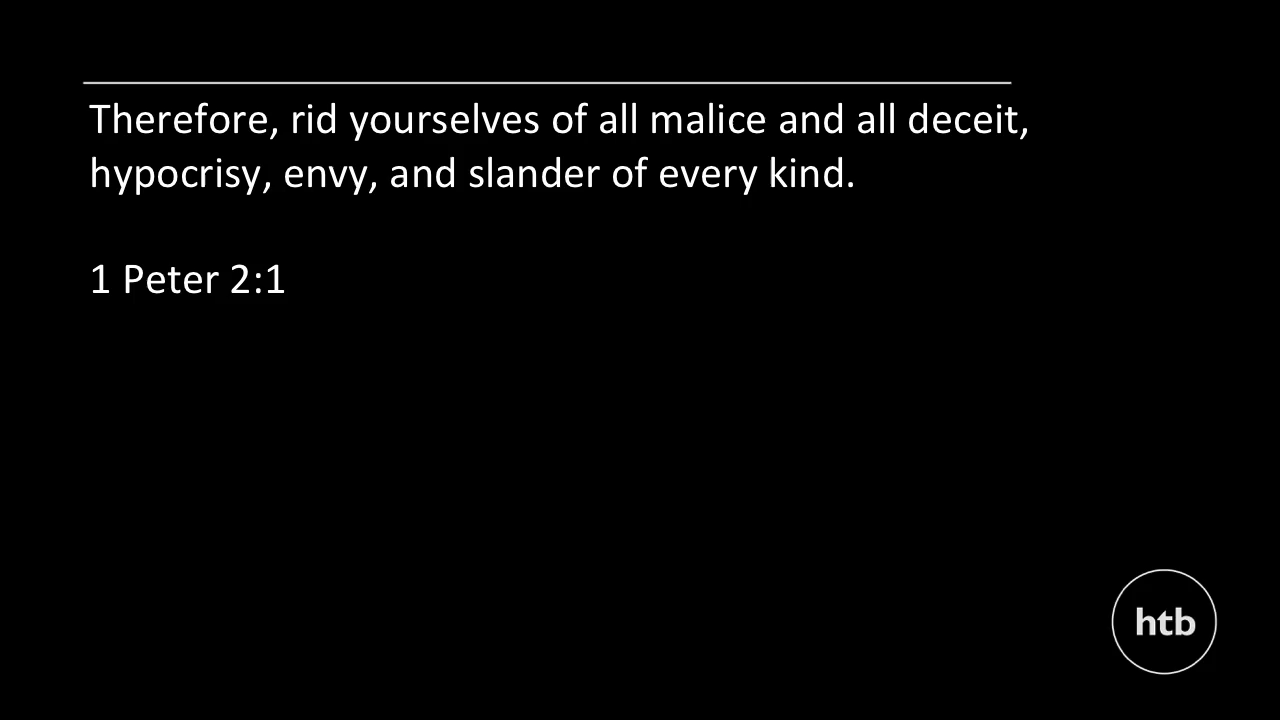 Therefore, rid yourselves of all malice and all deceit,
hypocrisy, envy, and slander of every kind.
1 Peter 2:1
htb